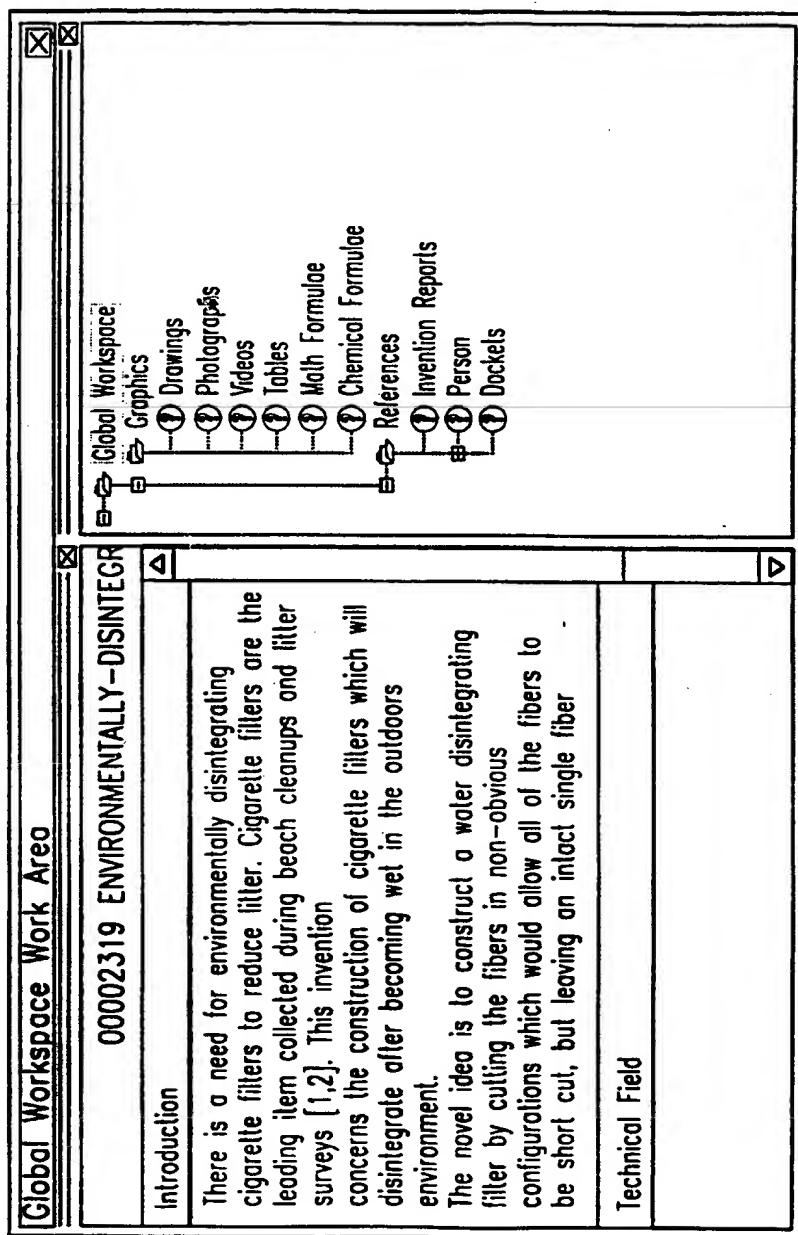 Global Workspace Work Area
00002319 ENVIRONMENTALLY-DISINTEGR
Introduction
There is a need for environmentally disintegrating
cigarette filters to reduce litter. Cigarette filters are the
leading item collected during beach cleanups and litter
surveys [1,2]. This invention
concerns the construction of cigarette filters which will
disintegrate after becoming wet in the outdoors
environment.
The novel idea is to construct a water disintegrating
filter by cutting the fibers in non-obvious
configurations which would allow all of the fibers to
be short cut, but leaving an intact single fiber
Technical Field
Global Workspace
Graphics
? Drawings
? Photographs
? Videos
? Tables
? Math Formulae
? Chemical Formulae
References
? Invention Reports
? Person
? Dockets